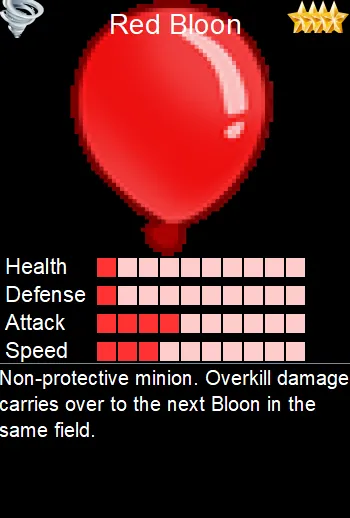 Red Bloon
Health
Defense
Attack
Speed
Non-protective minion. Overkill damage
carries over to the next Bloon in the
same field.